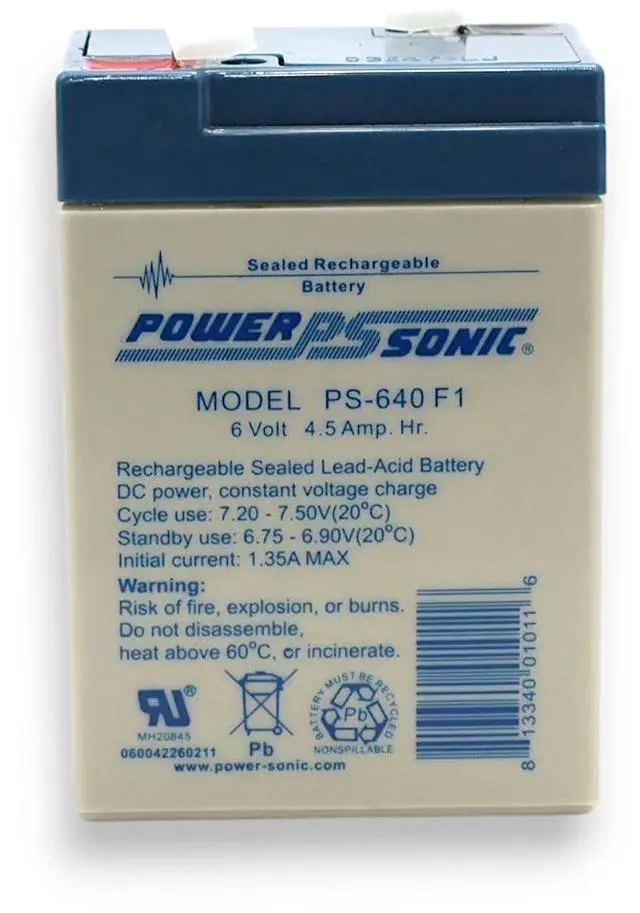 Sealed Rechargeable
Battery
POWER PS SONIC®
MODEL PS-640 F1
6 Volt 4.5 Amp. Hr.
Rechargeable Sealed Lead-Acid Battery
DC power, constant voltage charge
Cycle use: 7.20 - 7.50V(20°C)
Standby use: 6.75 - 6.90V(20°C)
Initial current: 1.35A MAX
Warning:
Risk of fire, explosion, or burns.
Do not disassemble,
heat above 60°C, or incinerate.
RU®
MH20845
060042260211
Pb
BATTERY MUST BE RECYCLED
Pb
NONSPILLABLE
www.power-sonic.com
8 13340 01011 6